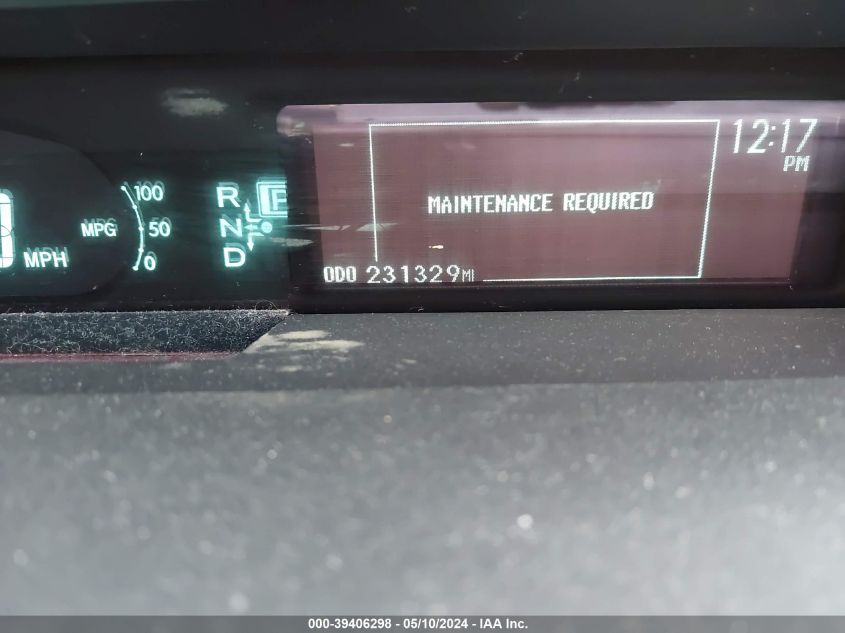 12:17
PM
MAINTENANCE REQUIRED
ODO 231329MI
0
MPH
MPG
100
50
0
R
N
D
P
000-39406298 - 05/10/2024 - IAA Inc.